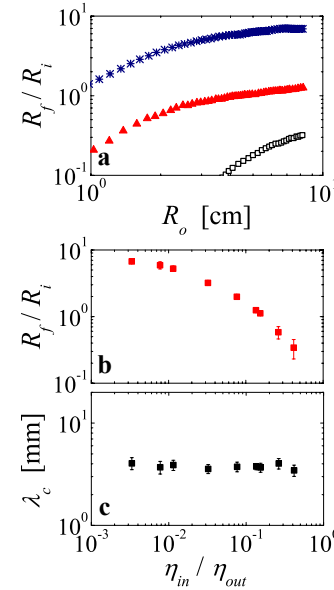 10¹
10⁰
10⁻¹
R_f / R_i
a
10⁰
10¹
R_o [cm]
10¹
10⁰
10⁻¹
R_f / R_i
b
10¹
10⁰
λ_c [mm]
c
10⁻³
10⁻²
10⁻¹
10⁰
η_in / η_out